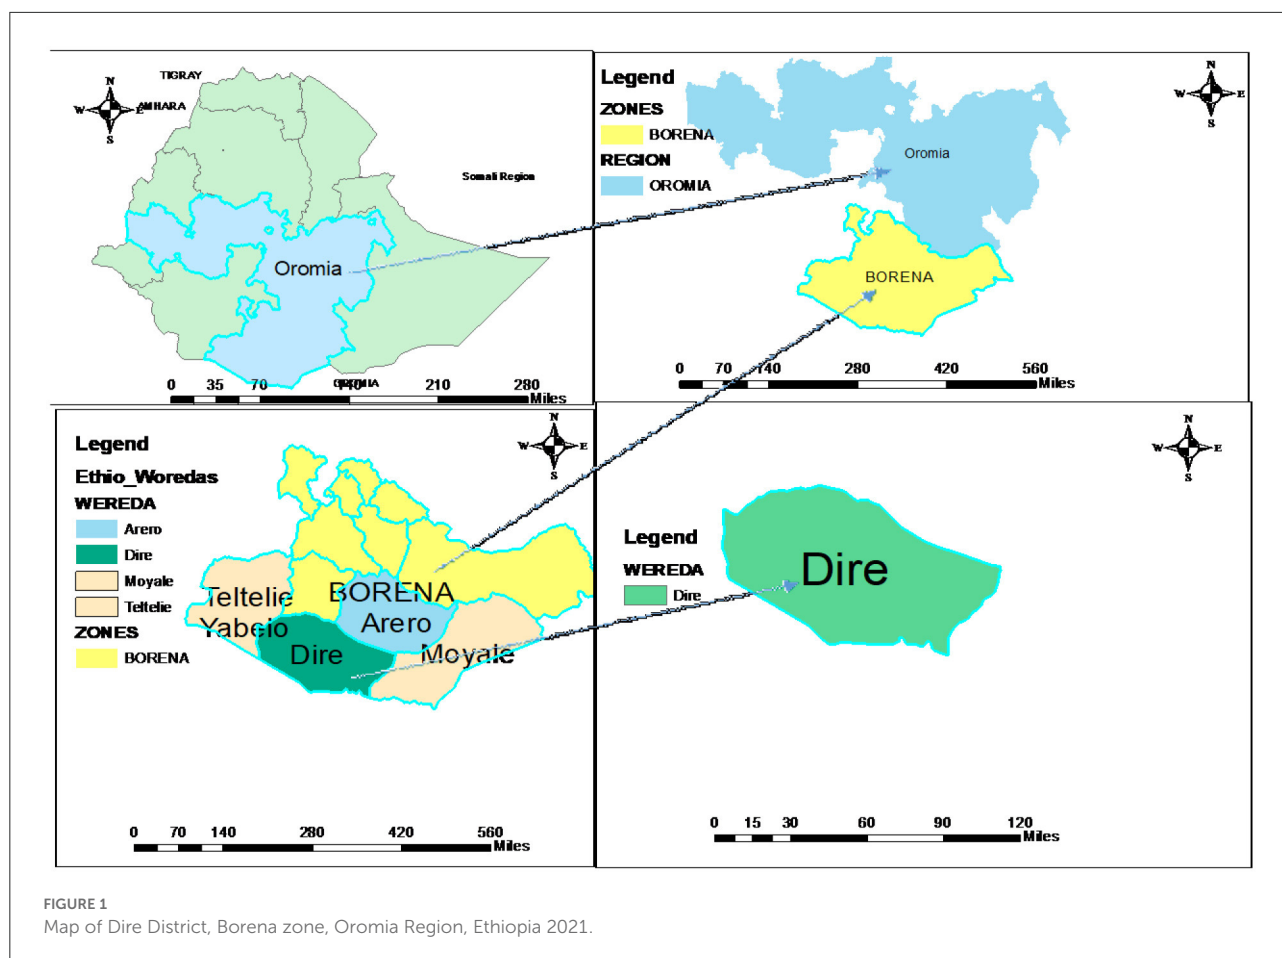 TIGRAY
N
W E
S
AMHARA
Somali Region
Oromia
OROMIA
0 35 70 140 210 280
Miles
Legend
ZONES
BORENA
REGION
OROMIA
N
W E
S
Oromia
BORENA
0 70 140 280 420 560
Miles
Legend
Ethio_Woredas
WEREDA
Arero
Dire
Moyale
Teltelie
ZONES
BORENA
N
W E
S
Teltelie
Yabelo
BORENA
Arero
Dire
Moyale
0 70 140 280 420 560
Miles
N
W E
S
Legend
WEREDA
Dire
Dire
0 15 30 60 90 120
Miles
FIGURE 1
Map of Dire District, Borena zone, Oromia Region, Ethiopia 2021.